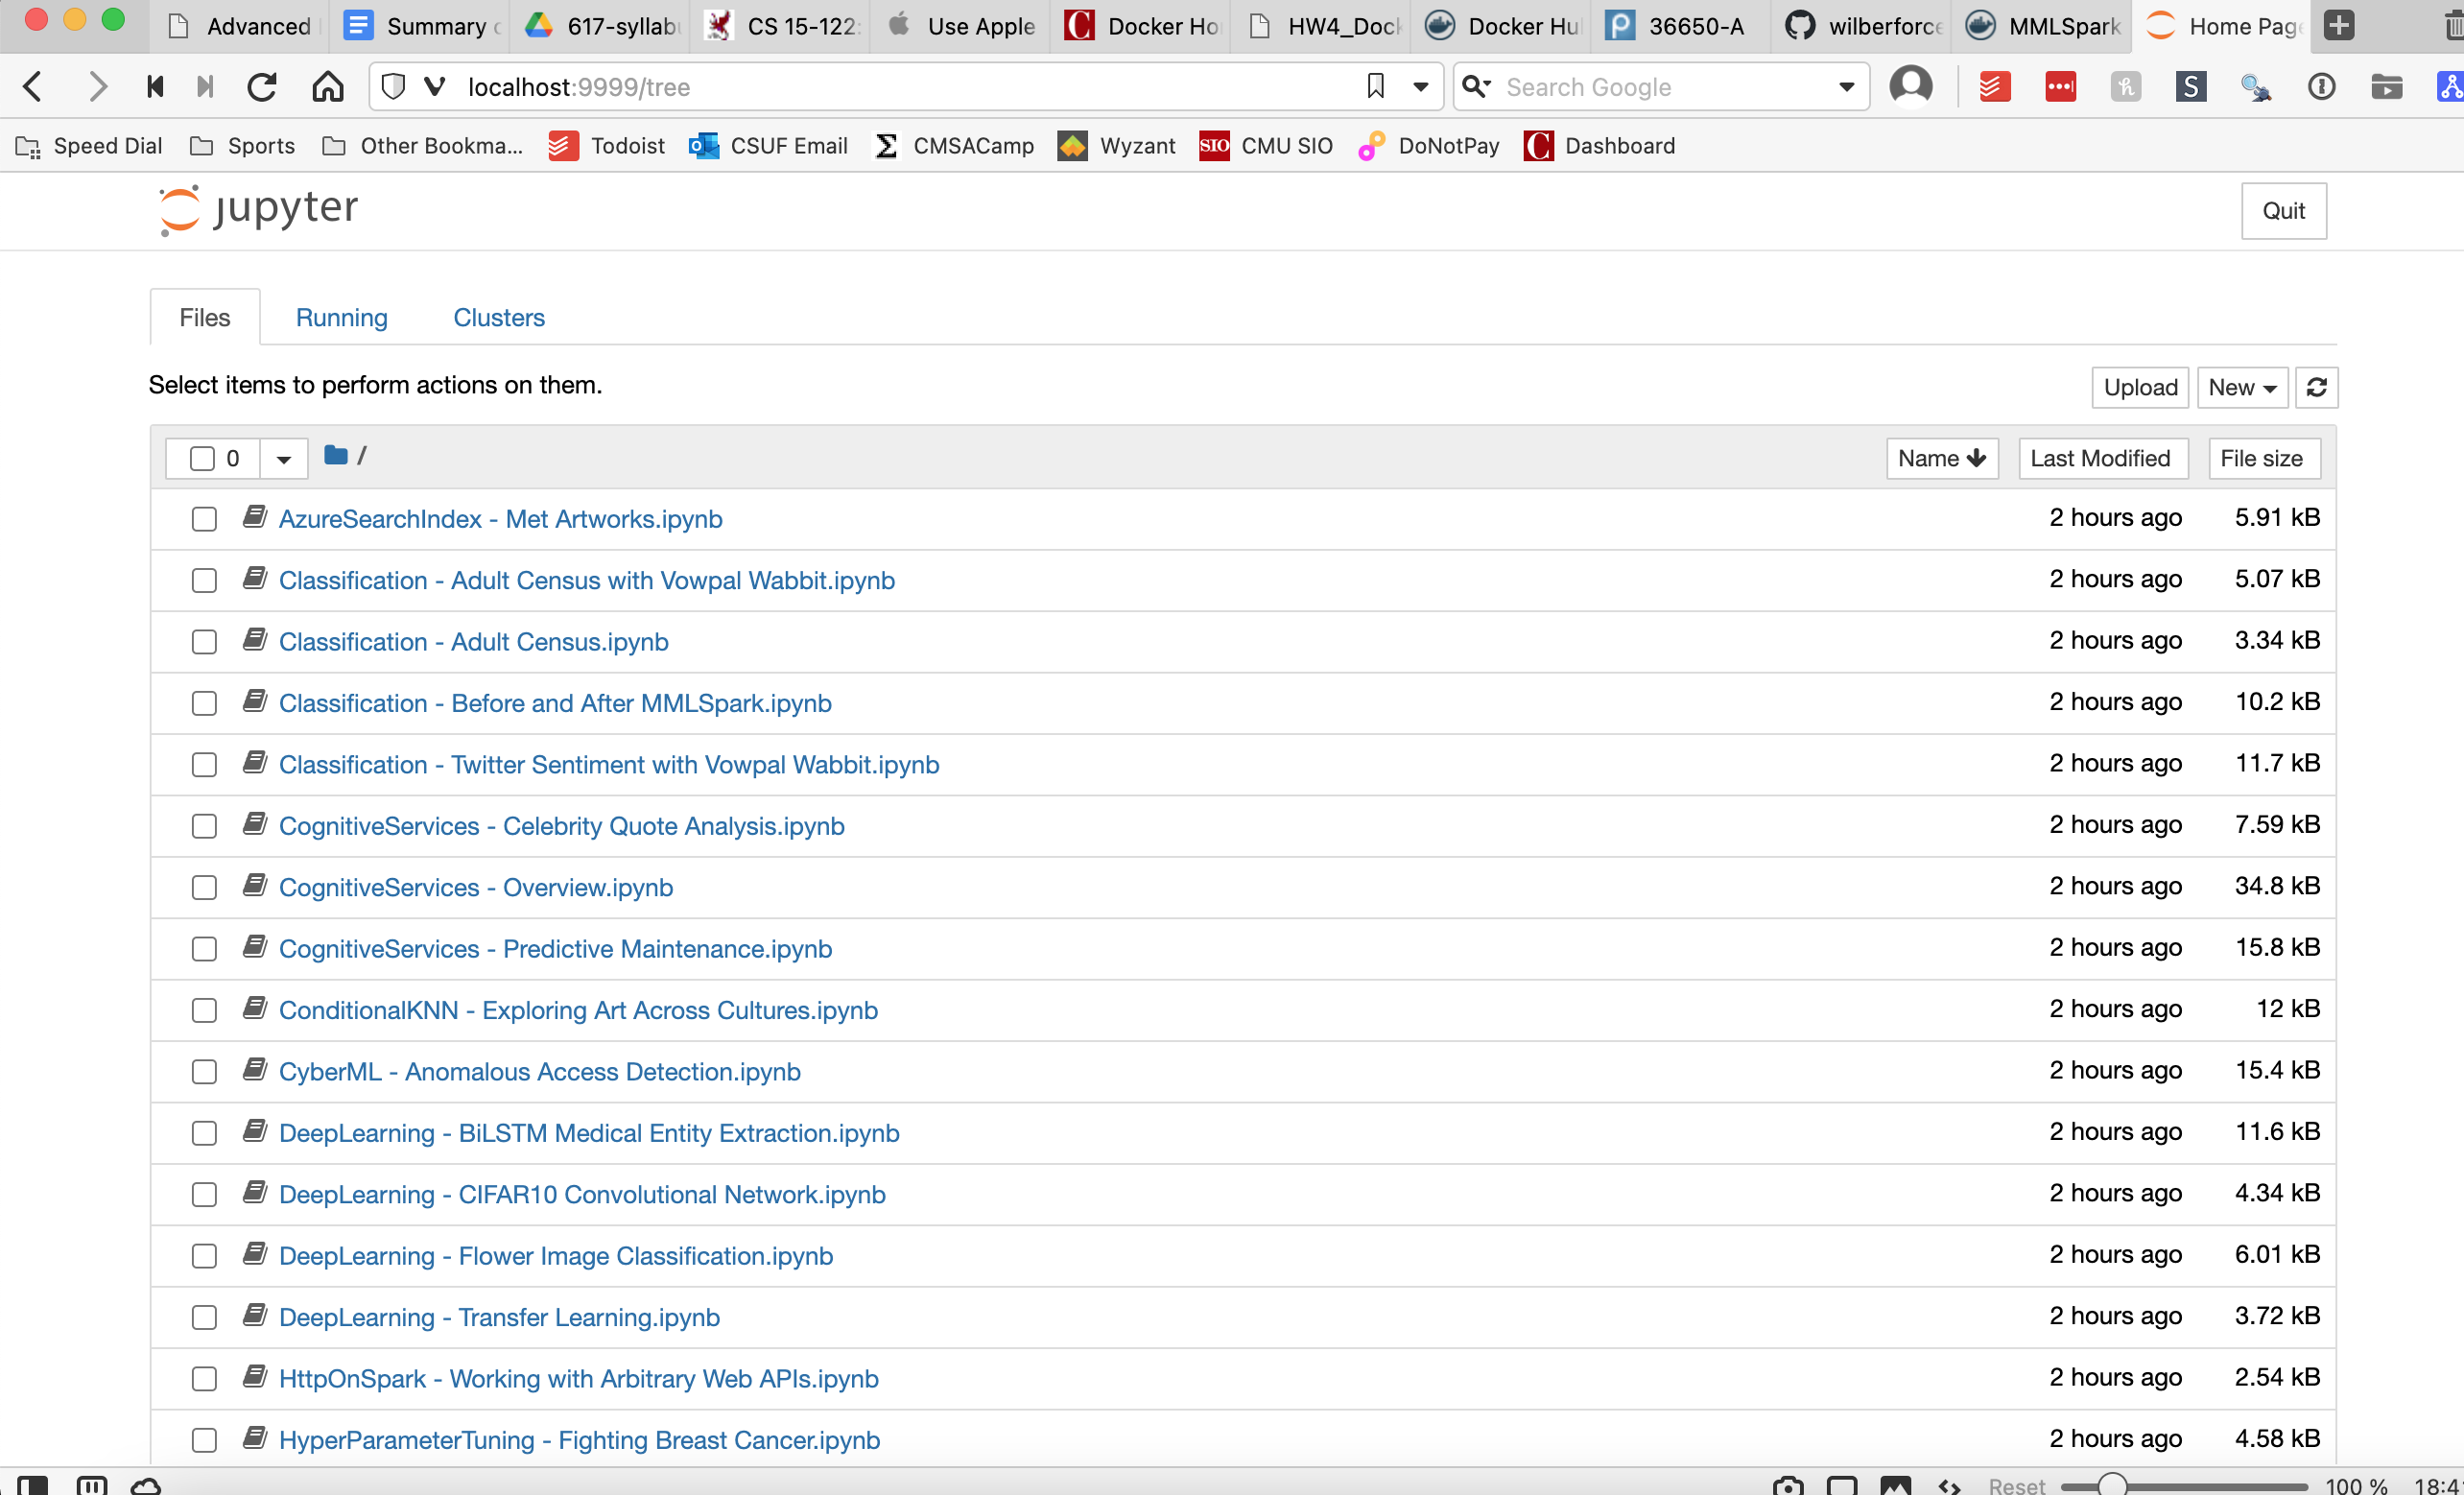 Advanced Summary 617-syllab CS 15-122: Use Apple Docker Ho HW4_Dock Docker Hu 36650-A wilberforce MMLSpark Home Page
localhost:9999/tree Search Google
Speed Dial Sports Other Bookma... Todoist CSUF Email CMSACamp Wyzant SIO CMU SIO DoNotPay Dashboard
jupyter Quit
Files Running Clusters
Select items to perform actions on them. Upload New
0 / Name Last Modified File size
AzureSearchIndex - Met Artworks.ipynb 2 hours ago 5.91 kB
Classification - Adult Census with Vowpal Wabbit.ipynb 2 hours ago 5.07 kB
Classification - Adult Census.ipynb 2 hours ago 3.34 kB
Classification - Before and After MMLSpark.ipynb 2 hours ago 10.2 kB
Classification - Twitter Sentiment with Vowpal Wabbit.ipynb 2 hours ago 11.7 kB
CognitiveServices - Celebrity Quote Analysis.ipynb 2 hours ago 7.59 kB
CognitiveServices - Overview.ipynb 2 hours ago 34.8 kB
CognitiveServices - Predictive Maintenance.ipynb 2 hours ago 15.8 kB
ConditionalKNN - Exploring Art Across Cultures.ipynb 2 hours ago 12 kB
CyberML - Anomalous Access Detection.ipynb 2 hours ago 15.4 kB
DeepLearning - BiLSTM Medical Entity Extraction.ipynb 2 hours ago 11.6 kB
DeepLearning - CIFAR10 Convolutional Network.ipynb 2 hours ago 4.34 kB
DeepLearning - Flower Image Classification.ipynb 2 hours ago 6.01 kB
DeepLearning - Transfer Learning.ipynb 2 hours ago 3.72 kB
HttpOnSpark - Working with Arbitrary Web APIs.ipynb 2 hours ago 2.54 kB
HyperParameterTuning - Fighting Breast Cancer.ipynb 2 hours ago 4.58 kB
Reset 100 % 18:4